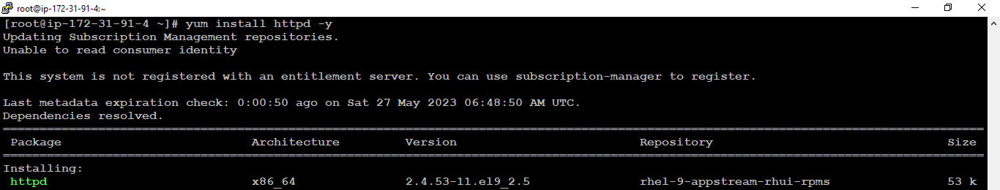 root@ip-172-31-91-4:~
[root@ip-172-31-91-4 ~]# yum install httpd -y
Updating Subscription Management repositories.
Unable to read consumer identity
This system is not registered with an entitlement server. You can use subscription-manager to register.
Last metadata expiration check: 0:00:50 ago on Sat 27 May 2023 06:48:50 AM UTC.
Dependencies resolved.
Package Architecture Version Repository Size
Installing:
httpd x86_64 2.4.53-11.el9_2.5 rhel-9-appstream-rhui-rpms 53 k